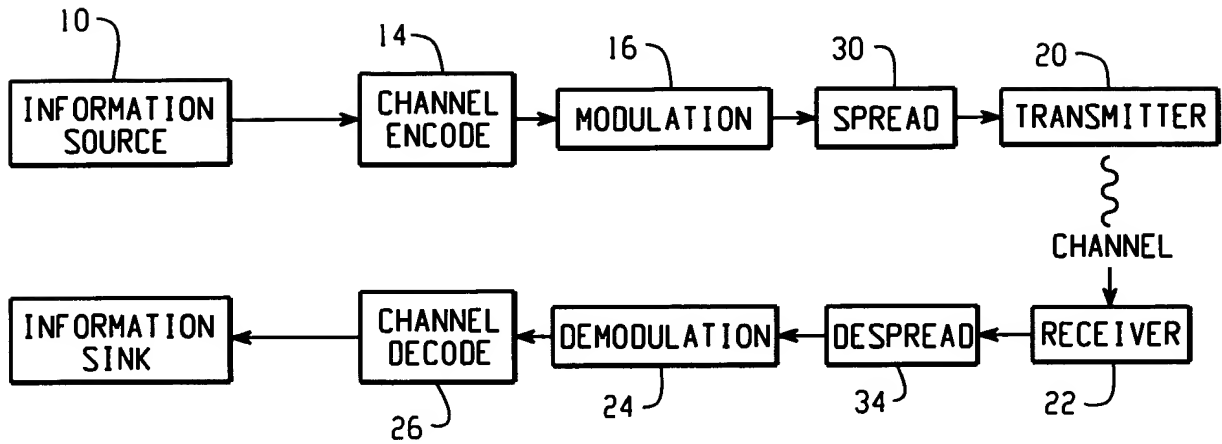 10
14
16
30
20
INFORMATION
SOURCE
CHANNEL
ENCODE
MODULATION
SPREAD
TRANSMITTER
CHANNEL
INFORMATION
SINK
CHANNEL
DECODE
DEMODULATION
DESPREAD
RECEIVER
26
24
34
22